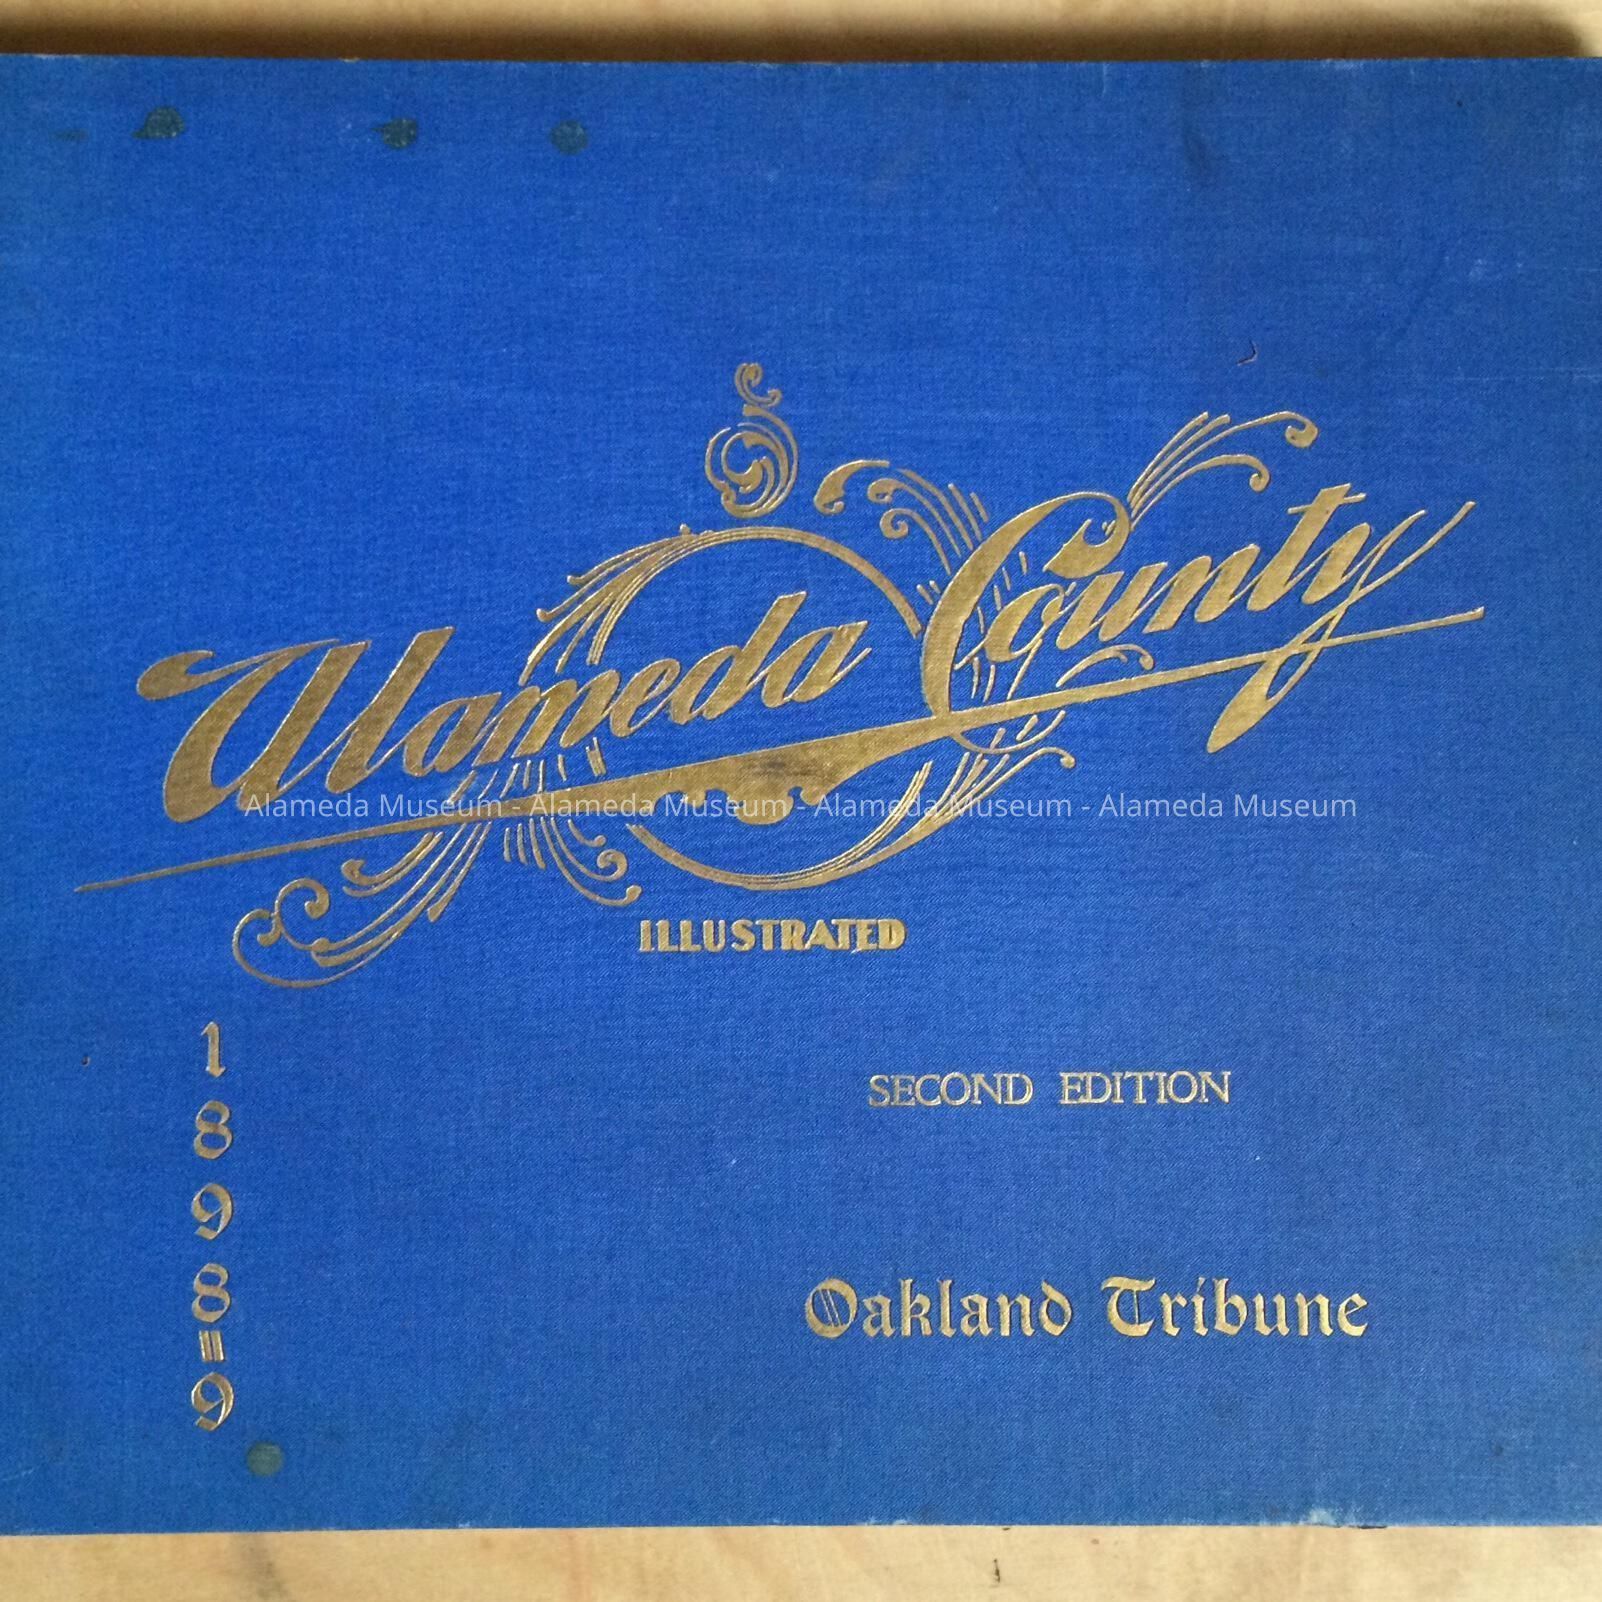 Alameda County
Alameda Museum - Alameda Museum - Alameda Museum - Alameda Museum
ILLUSTRATED
1898=9
SECOND EDITION
Oakland Tribune